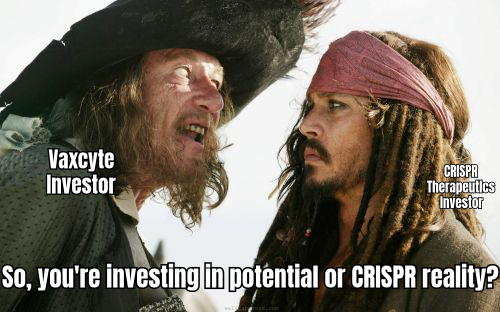 Vaxcyte
Investor
CRISPR
Therapeutics
Investor
So, you're investing in potential or CRISPR reality?